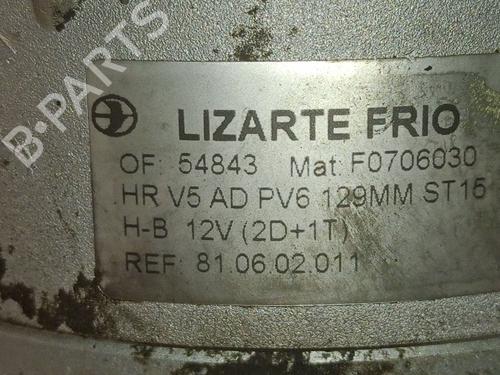 B-PARTS
LIZARTE FRIO
OF: 54843 Mat: F0706030
HR V5 AD PV6 129MM ST15
H-B 12V (2D+1T)
REF: 81.06.02.011